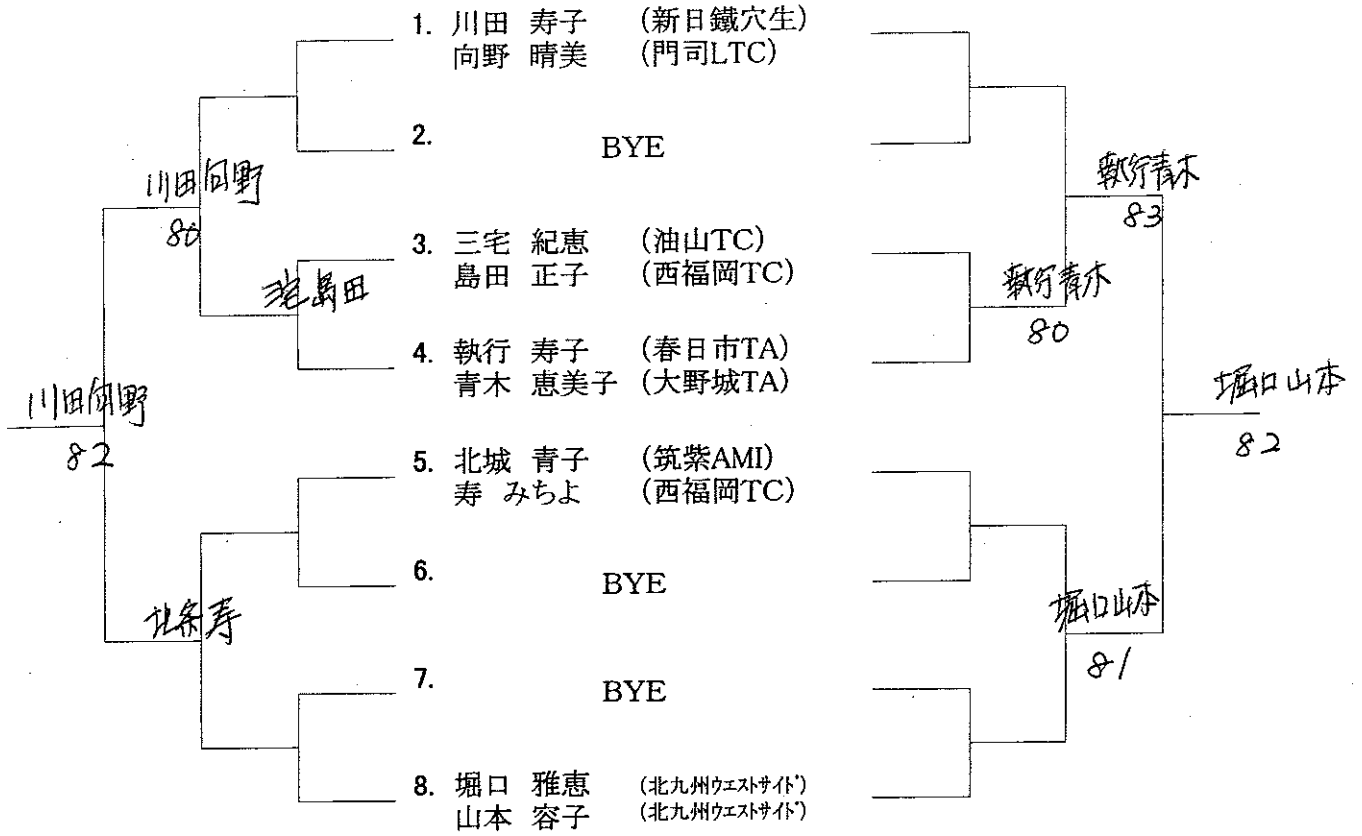 1. 川田 寿子 (新日鐵穴生)
向野 晴美 (門司LTC)
2. BYE
3. 三宅 紀恵 (油山TC)
島田 正子 (西福岡TC)
4. 執行 寿子 (春日市TA)
青木 恵美子 (大野城TA)
5. 北城 青子 (筑紫AMI)
寿 みちよ (西福岡TC)
6. BYE
7. BYE
8. 堀口 雅恵 (北九州ウエストサイド)
山本 容子 (北九州ウエストサイド)
川田向野
80
三宅島田
川田向野
82
北条寿
執行青木
83
執行青木
80
堀口山本
82
堀口山本
81